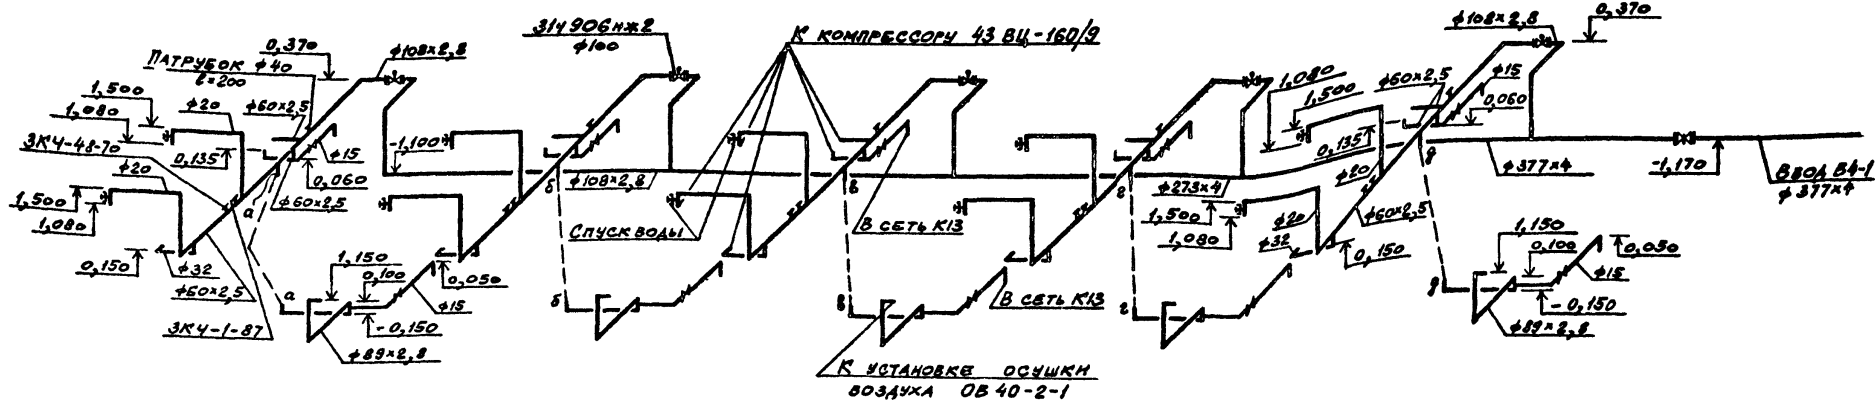 0,370
ф108×2,8
ПАТРУБОК ф40
ℓ=200
1,500
1,080
ф20
ф60×2,5
ЗКЧ-48-70
0,135
ф15
ф20
0,060
1,500
1,080
а
ф60×2,5
0,150
ф32
ф60×2,5
ЗКЧ-1-87
а
1,150
0,100
0,050
ф15
-0,150
ф89×2,8
-1,100
31ч906нж2
ф100
К КОМПРЕССОРУ 43 ВЦ-160/9
б
ф108×2,8
СПУСК ВОДЫ
б
в
В СЕТЬ К13
в
В СЕТЬ К13
К УСТАНОВКЕ ОСУШКИ
ВОЗДУХА ОВ 40-2-1
г
г
ф273×4
1,500
1,080
1,080
1,500
0,135
ф20
ф20
ф32
0,150
ф60×2,5
ф60×2,5
ф108×2,8
0,370
ф15
0,060
д
ф377×4
-1,170
ВВОД В4-1
ф377×4
1,150
0,100
0,050
ф15
д
-0,150
ф89×2,8